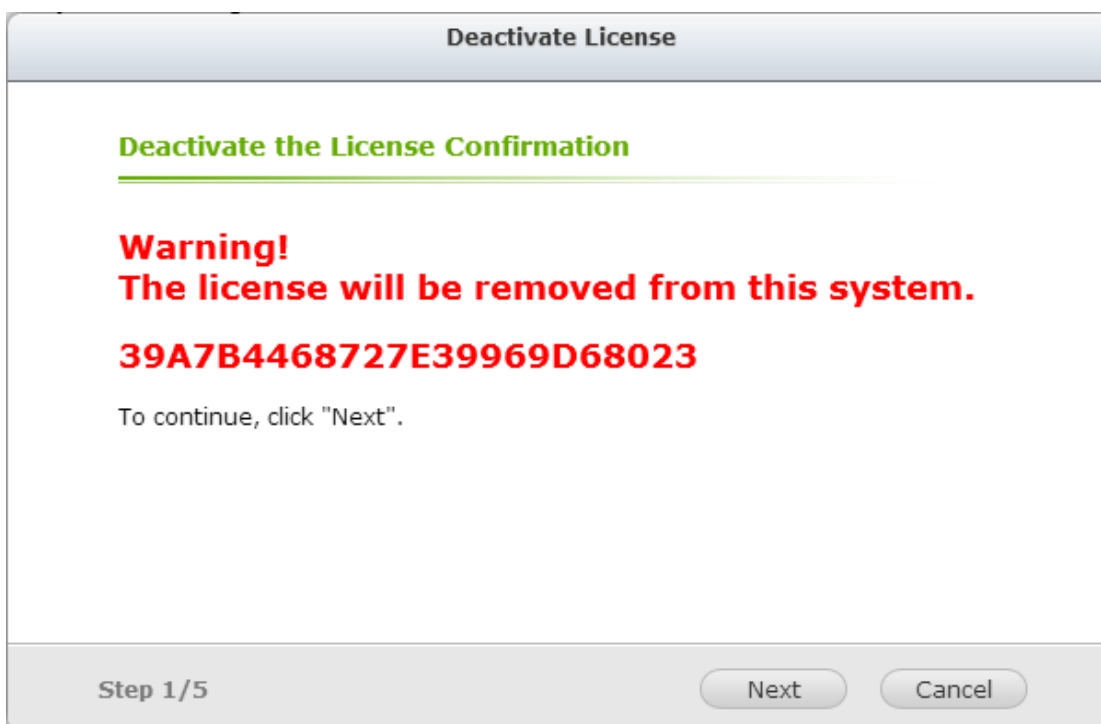 Deactivate License
Deactivate the License Confirmation
Warning!
The license will be removed from this system.
39A7B4468727E39969D68023
To continue, click "Next".
Step 1/5
Next
Cancel